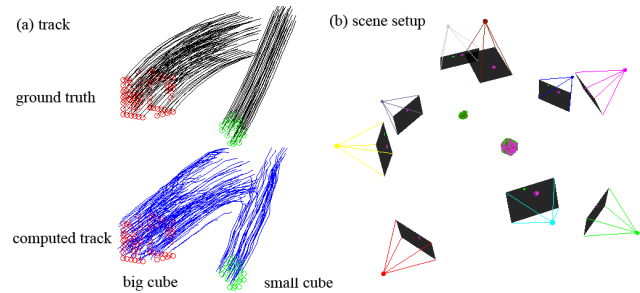 (a) track
ground truth
computed track
big cube
small cube
(b) scene setup